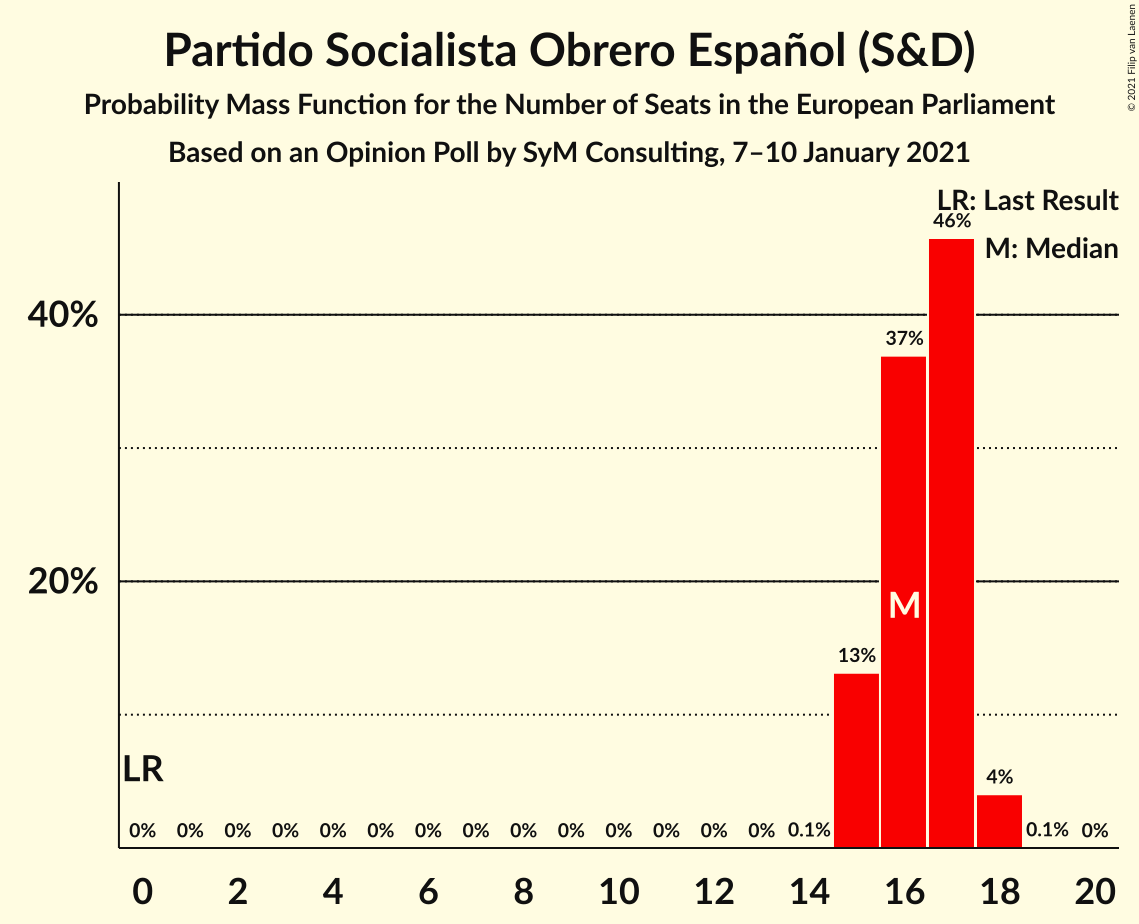 Partido Socialista Obrero Español (S&D)
Probability Mass Function for the Number of Seats in the European Parliament
Based on an Opinion Poll by SyM Consulting, 7–10 January 2021
© 2021 Filip van Laenen
LR: Last Result
M: Median
46%
40%
37%
20%
M
13%
LR
4%
0% 0% 0% 0% 0% 0% 0% 0% 0% 0% 0% 0% 0% 0% 0.1% 0.1% 0%
0 2 4 6 8 10 12 14 16 18 20